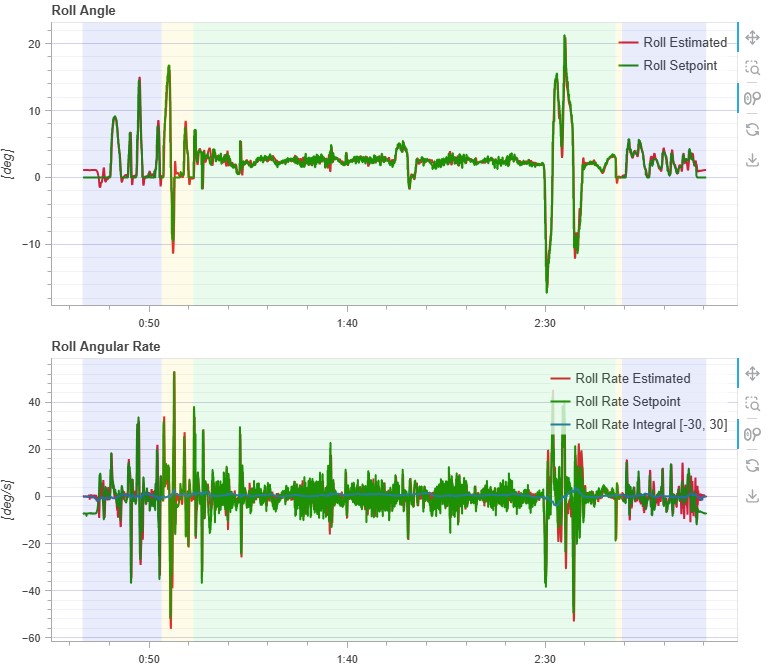 Roll Angle
Roll Estimated
Roll Setpoint
20
10
0
−10
[deg]
0:50
1:40
2:30
Roll Angular Rate
Roll Rate Estimated
Roll Rate Setpoint
Roll Rate Integral [-30, 30]
40
20
0
−20
−40
−60
[deg/s]
0:50
1:40
2:30